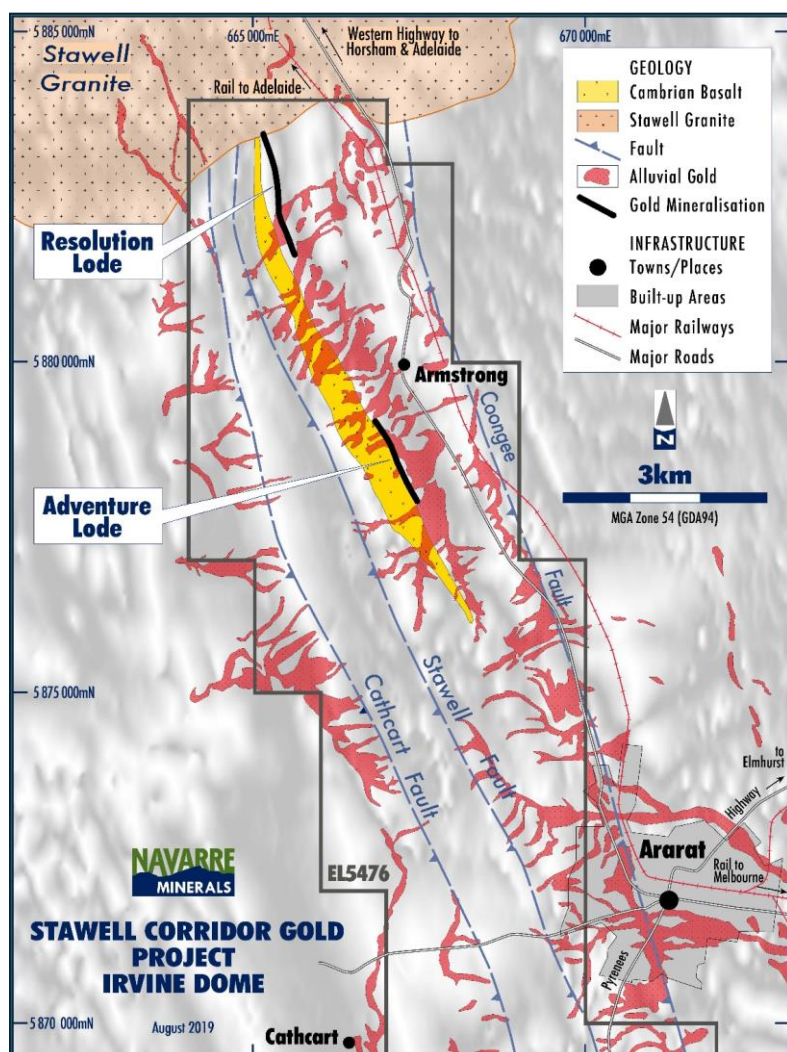 5 885 000mN
665 000mE
670 000mE
Western Highway to
Horsham & Adelaide
Stawell
Granite
Rail to Adelaide
GEOLOGY
Cambrian Basalt
Stawell Granite
Fault
Alluvial Gold
Gold Mineralisation
INFRASTRUCTURE
Towns/Places
Built-up Areas
Major Railways
Major Roads
Resolution
Lode
5 880 000mN
Armstrong
Coongee
Fault
N
3km
MGA Zone 54 (GDA94)
Adventure
Lode
5 875 000mN
Cathcart
Fault
Stawell
Fault
to
Elmhurst
Highway
Ararat
Rail to
Melbourne
EL5476
Pyrenees
NAVARRE
MINERALS
STAWELL CORRIDOR GOLD
PROJECT
IRVINE DOME
August 2019
5 870 000mN
Cathcart